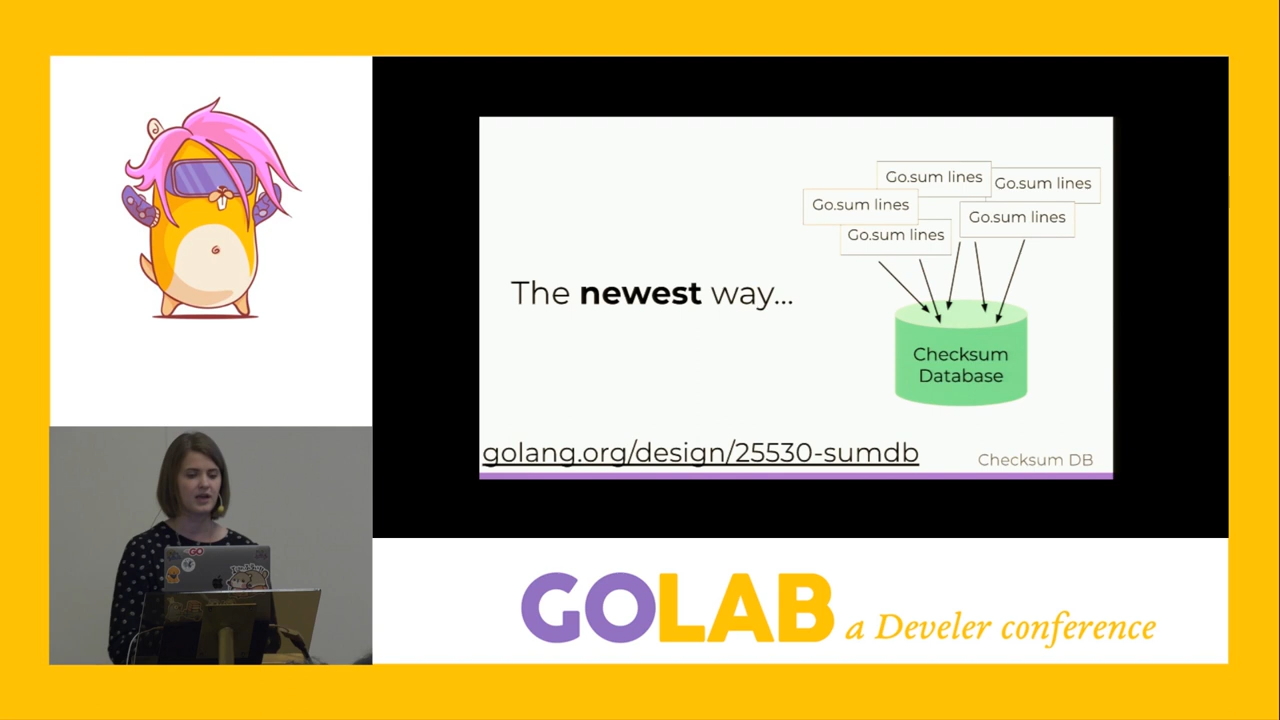 Go.sum lines
Go.sum lines
Go.sum lines
Go.sum lines
Go.sum lines
The newest way...
Checksum
Database
golang.org/design/25530-sumdb
Checksum DB
GO
GOLAB a Develer conference